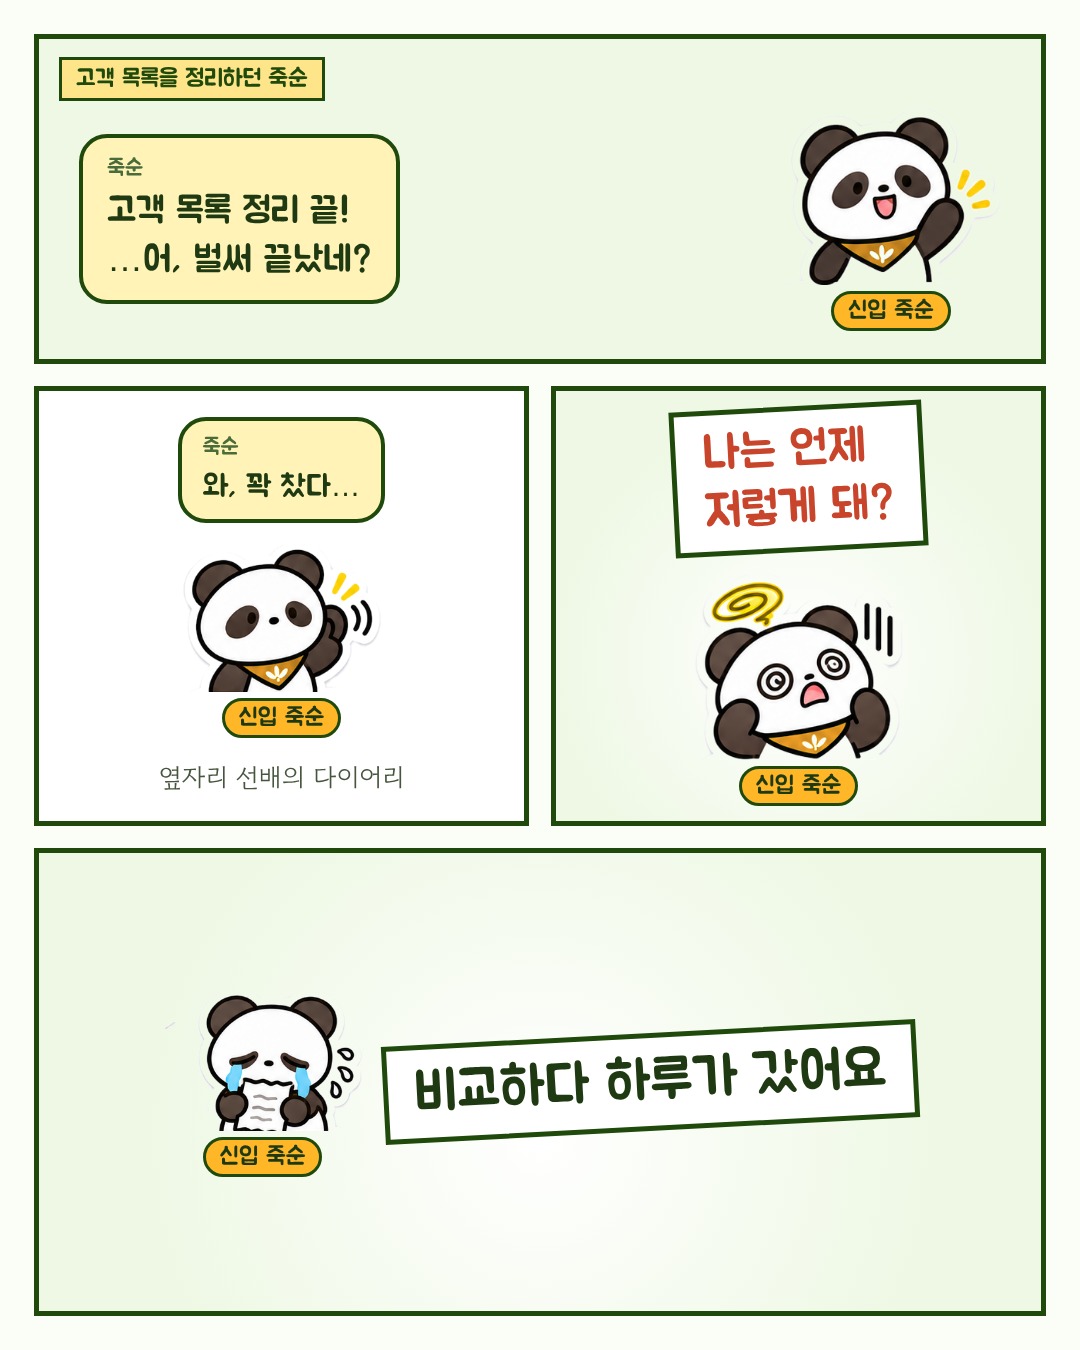 고객 목록을 정리하던 죽순
죽순
고객 목록 정리 끝!
...어, 벌써 끝났네?
신입 죽순
죽순
와, 꽉 찼다...
신입 죽순
옆자리 선배의 다이어리
나는 언제
저렇게 돼?
신입 죽순
비교하다 하루가 갔어요
신입 죽순